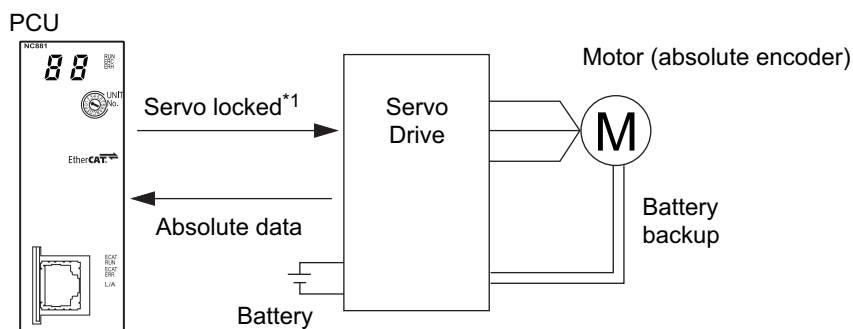 PCU
NC881
88
RUN
ERC
ERR
UNIT
No.
EtherCAT
ECAT
RUN
ECAT
ERR
L/A
Servo locked*1
Absolute data
Battery
Servo
Drive
Motor (absolute encoder)
M
Battery
backup